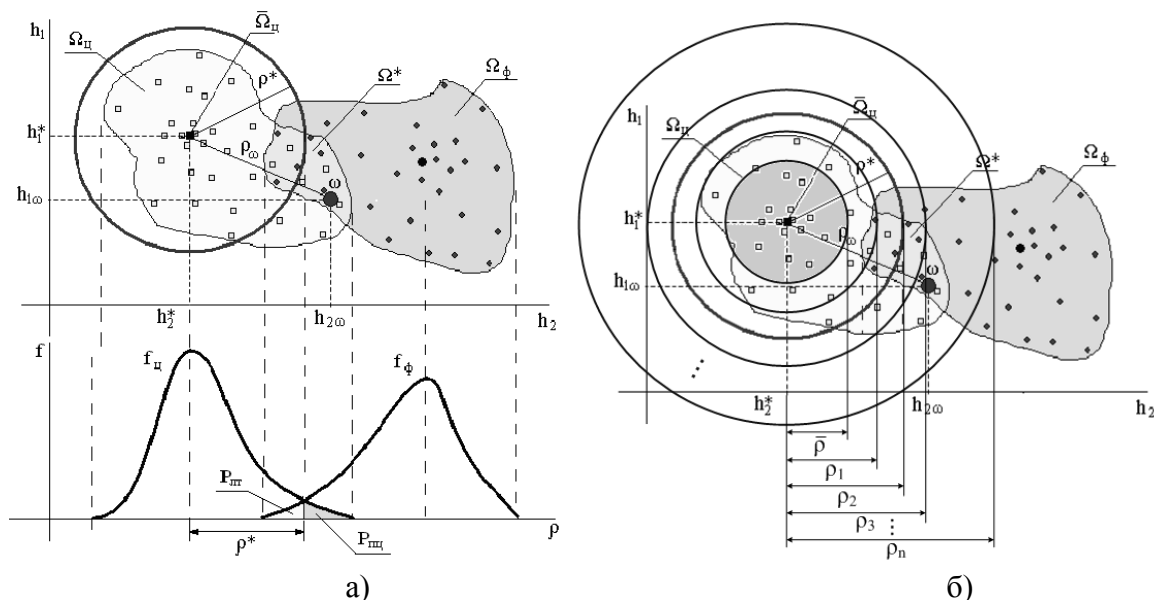 h₁
Ω̄ц
Ωц
ρ*
Ω*
Ωф
h₁*
ρω
ω
h₁ω
h₂*
h₂ω
h₂
f
fц
fф
Pлт
Pпц
ρ*
ρ
а)
h₁
Ω̄ц
Ωц
ρ*
Ω*
Ωф
h₁*
ρω
ω
h₁ω
...
h₂*
h₂ω
h₂
ρ̄
ρ₁
ρ₂
ρ₃
⋮
ρn
б)